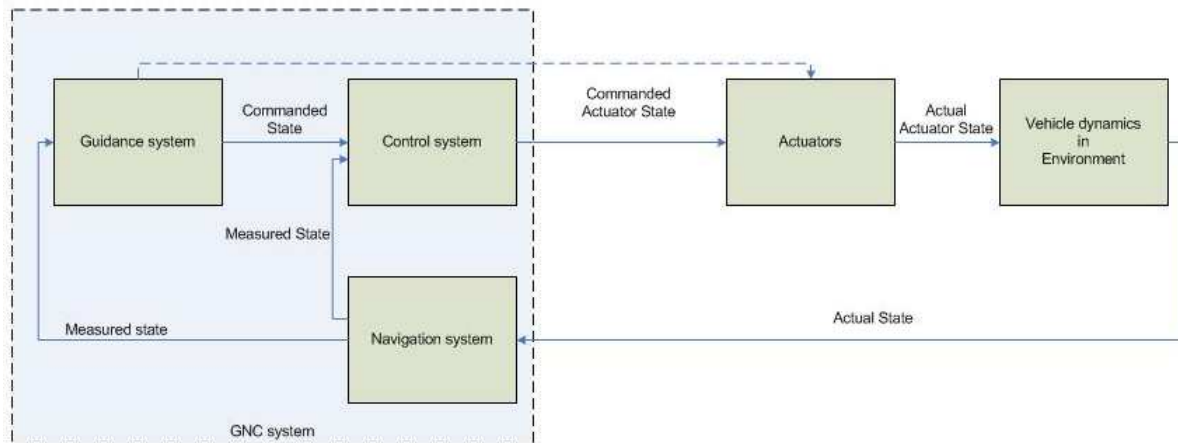 Guidance system
Commanded
State
Control system
Commanded
Actuator State
Actuators
Actual
Actuator State
Vehicle dynamics
in
Environment
Measured State
Measured state
Navigation system
Actual State
GNC system